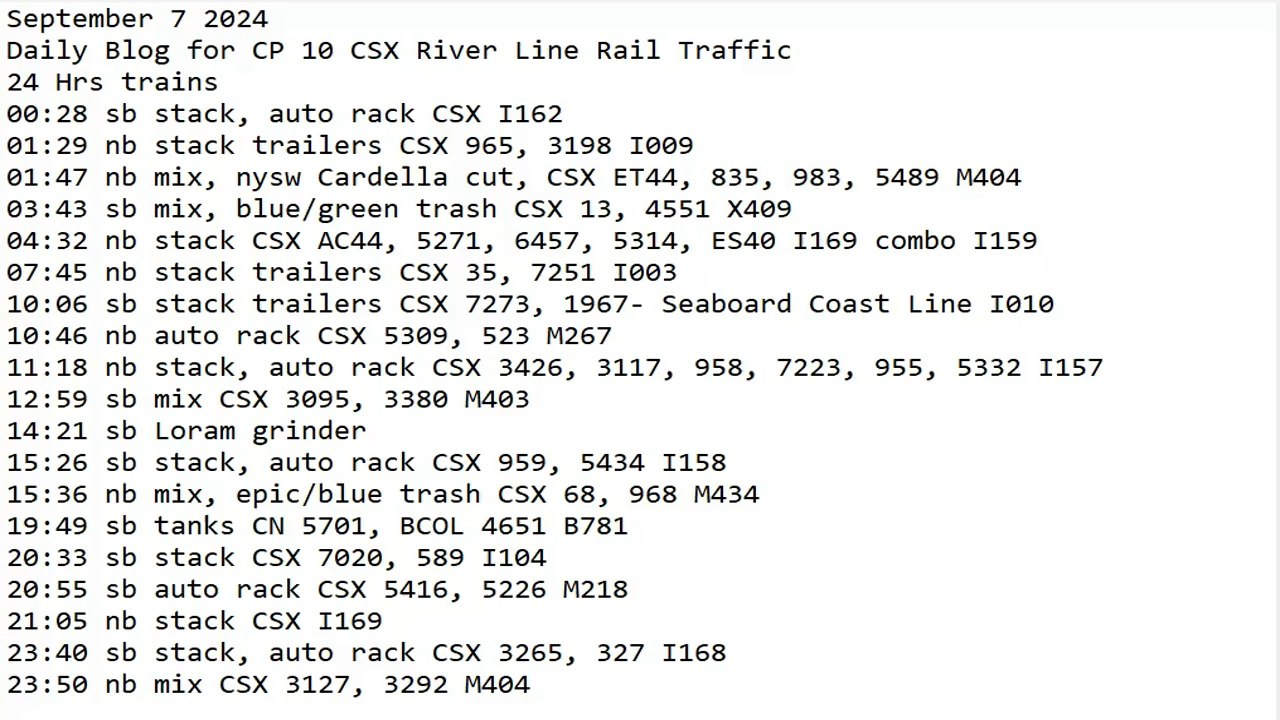 September 7 2024
Daily Blog for CP 10 CSX River Line Rail Traffic
24 Hrs trains
00:28 sb stack, auto rack CSX I162
01:29 nb stack trailers CSX 965, 3198 I009
01:47 nb mix, nysw Cardella cut, CSX ET44, 835, 983, 5489 M404
03:43 sb mix, blue/green trash CSX 13, 4551 X409
04:32 nb stack CSX AC44, 5271, 6457, 5314, ES40 I169 combo I159
07:45 nb stack trailers CSX 35, 7251 I003
10:06 sb stack trailers CSX 7273, 1967- Seaboard Coast Line I010
10:46 nb auto rack CSX 5309, 523 M267
11:18 nb stack, auto rack CSX 3426, 3117, 958, 7223, 955, 5332 I157
12:59 sb mix CSX 3095, 3380 M403
14:21 sb Loram grinder
15:26 sb stack, auto rack CSX 959, 5434 I158
15:36 nb mix, epic/blue trash CSX 68, 968 M434
19:49 sb tanks CN 5701, BCOL 4651 B781
20:33 sb stack CSX 7020, 589 I104
20:55 sb auto rack CSX 5416, 5226 M218
21:05 nb stack CSX I169
23:40 sb stack, auto rack CSX 3265, 327 I168
23:50 nb mix CSX 3127, 3292 M404